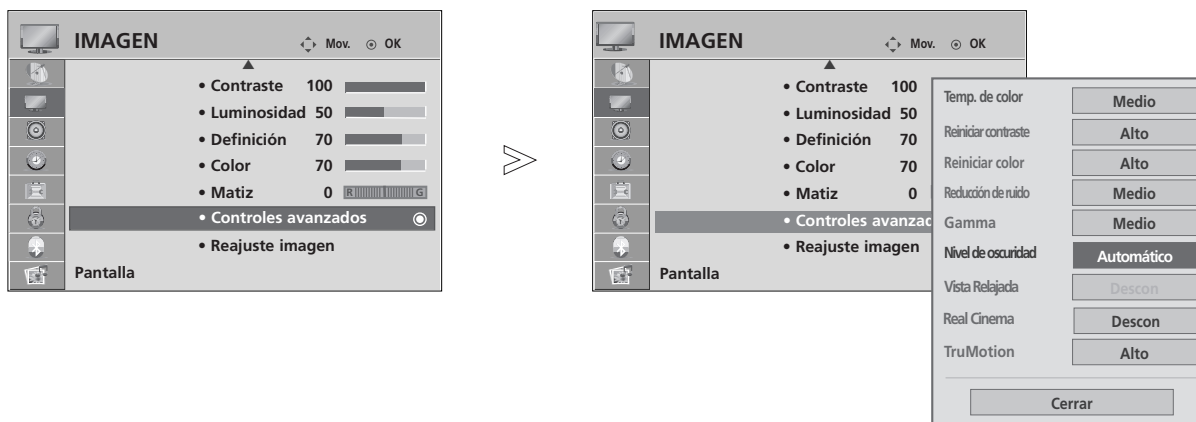 IMAGEN
Mov. OK
• Contraste 100
• Luminosidad 50
• Definición 70
• Color 70
• Matiz 0 R G
• Controles avanzados
• Reajuste imagen
Pantalla
IMAGEN
Mov. OK
• Contraste 100
• Luminosidad 50
• Definición 70
• Color 70
• Matiz 0
• Controles avanzad
• Reajuste imagen
Pantalla
Temp. de color Medio
Reiniciar contraste Alto
Reiniciar color Alto
Reducción de ruido Medio
Gamma Medio
Nivel de oscuridad Automático
Vista Relajada Descon
Real Cinema Descon
TruMotion Alto
Cerrar